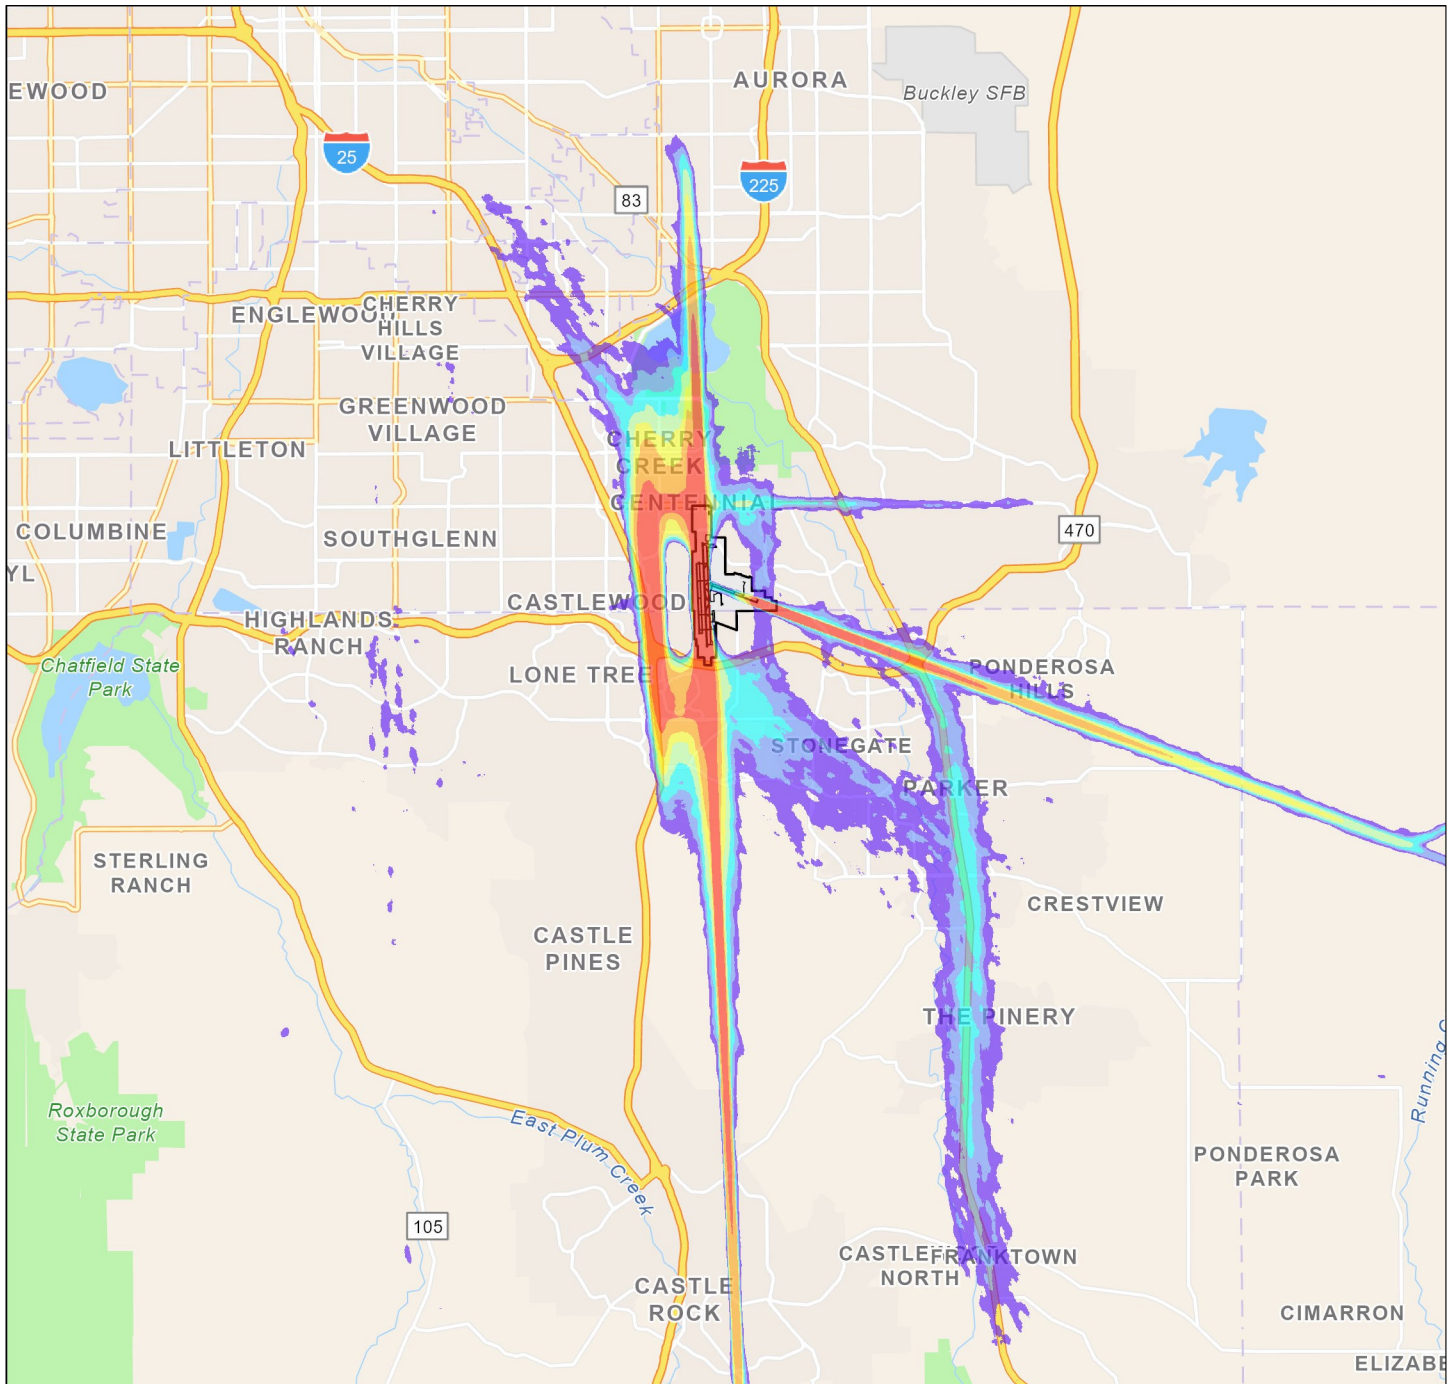 AURORA
EWOOD
Buckley SFB
25
225
83
ENGLEWOOD
CHERRY
HILLS
VILLAGE
GREENWOOD
VILLAGE
LITTLETON
CHERRY
CREEK
CENTENNIAL
COLUMBINE
SOUTHGLENN
470
YL
CASTLEWOOD
HIGHLANDS
RANCH
Chatfield State
Park
LONE TREE
PONDEROSA
HILLS
STONEGATE
PARKER
STERLING
RANCH
CRESTVIEW
CASTLE
PINES
THE PINERY
Roxborough
State Park
East Plum Creek
Running
PONDEROSA
PARK
105
FRANKTOWN
NORTH
CASTLE
ROCK
CIMARRON
ELIZABE